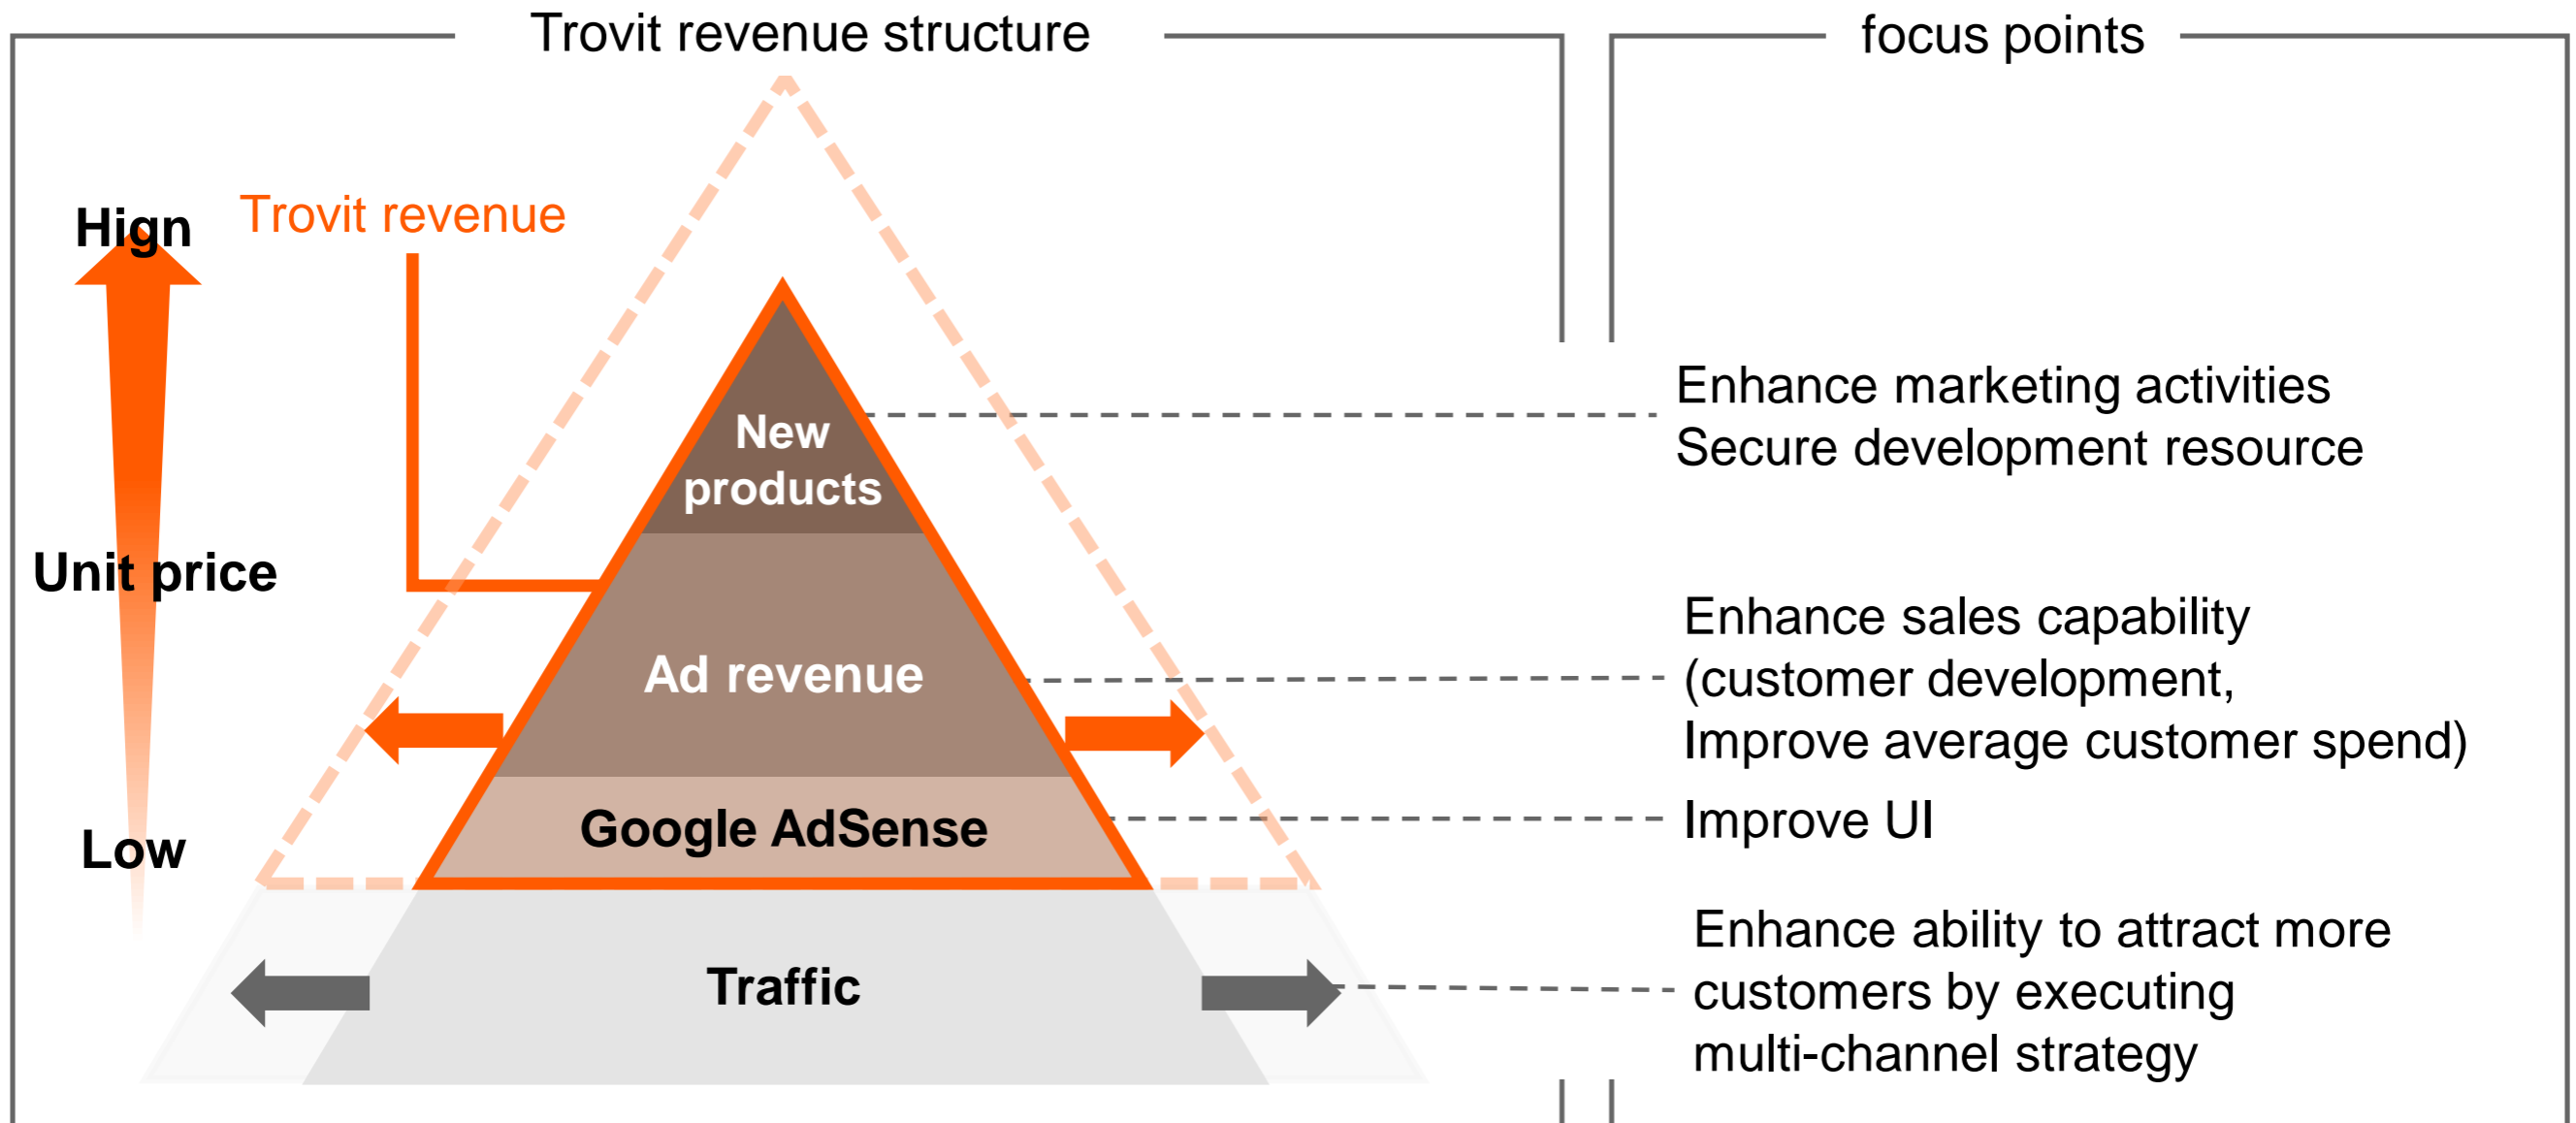 Trovit revenue structure
focus points
Hign
Trovit revenue
Unit price
Low
New
products
Ad revenue
Google AdSense
Traffic
Enhance marketing activities
Secure development resource
Enhance sales capability
(customer development,
Improve average customer spend)
Improve UI
Enhance ability to attract more
customers by executing
multi-channel strategy